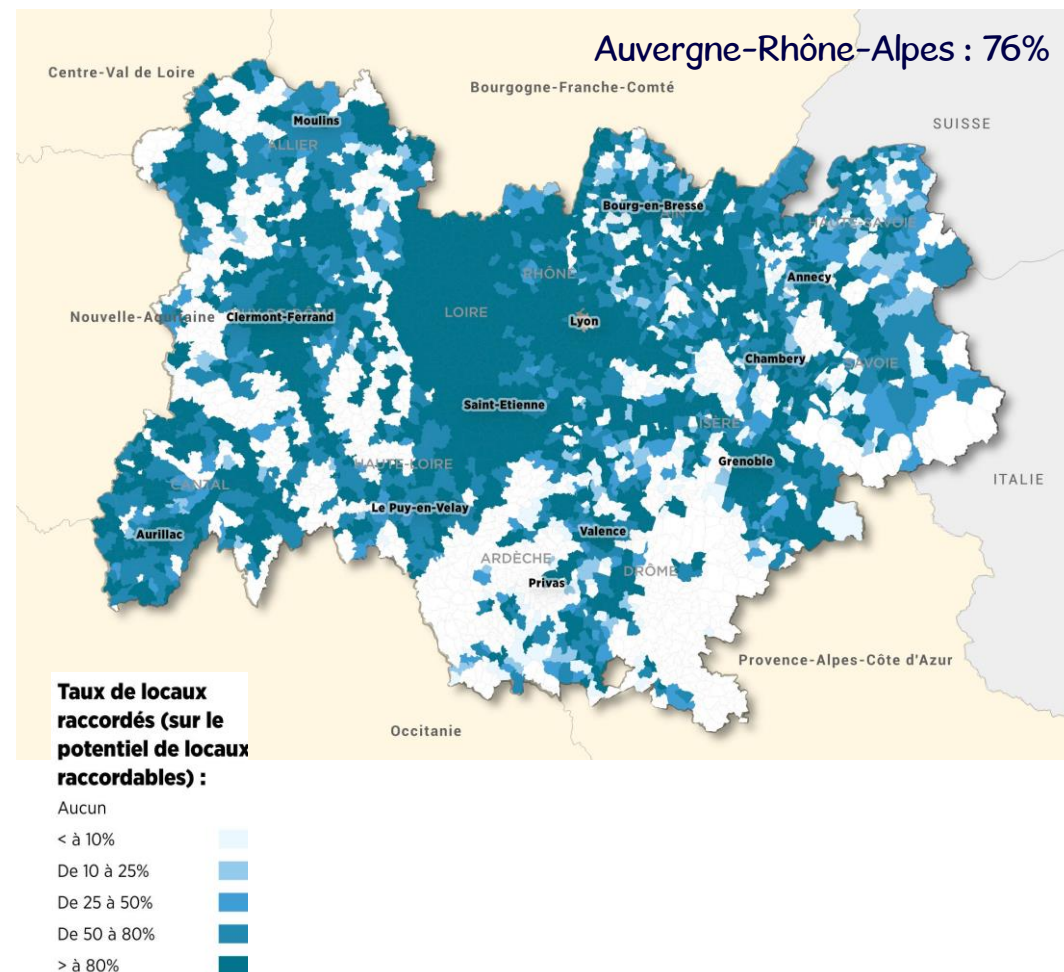 Auvergne-Rhône-Alpes : 76%
Centre-Val de Loire
Bourgogne-Franche-Comté
SUISSE
Moulins
ALLIER
Bourg-en-Bresse
AIN
HAUTE-SAVOIE
RHÔNE
Annecy
Nouvelle-Aquitaine
Clermont-Ferrand
LOIRE
Lyon
Chambery
SAVOIE
Saint-Etienne
ISÈRE
HAUTE-LOIRE
Grenoble
ITALIE
CANTAL
Le Puy-en-Velay
Aurillac
Valence
ARDÈCHE
DRÔME
Privas
Provence-Alpes-Côte d'Azur
Occitanie
Taux de locaux
raccordés (sur le
potentiel de locaux
raccordables) :
Aucun
< à 10%
De 10 à 25%
De 25 à 50%
De 50 à 80%
> à 80%